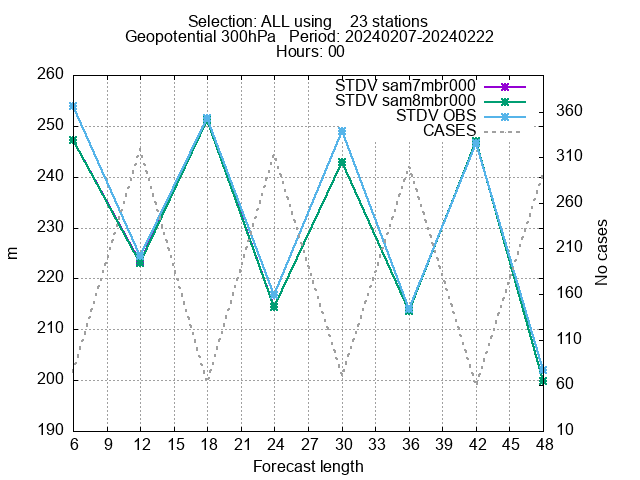 Selection: ALL using    23 stations
Geopotential 300hPa   Period: 20240207-20240222
Hours: 00
STDV sam7mbr000
STDV sam8mbr000
STDV OBS
CASES
260
250
240
230
220
210
200
190
m
360
310
260
210
160
110
60
10
No cases
6 9 12 15 18 21 24 27 30 33 36 39 42 45 48
Forecast length